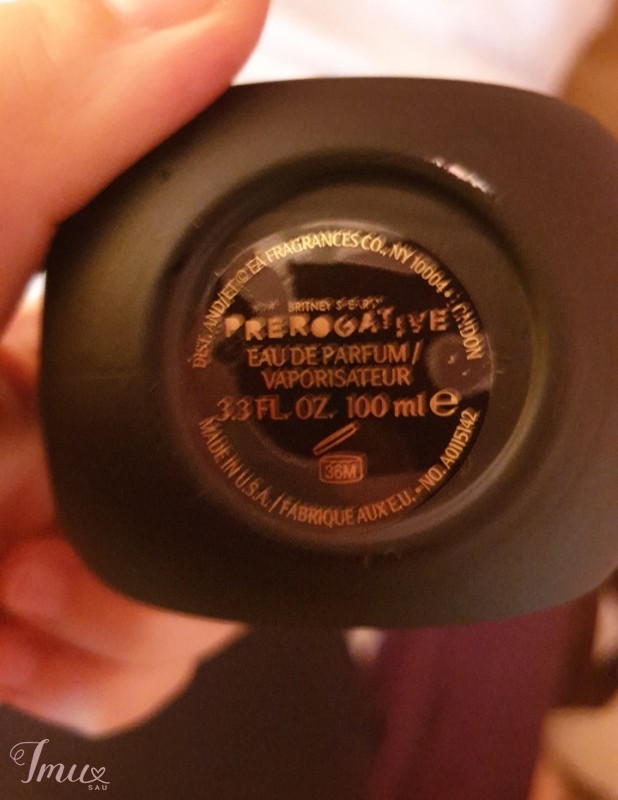 DIST. AND/ET © EA FRAGRANCES CO., NY 10004 • LONDON
BRITNEY SPEARS
PREROGATIVE
EAU DE PARFUM /
VAPORISATEUR
3.3 FL. OZ. 100 ml e
36M
MADE IN U.S.A. / FABRIQUE AUX E.U. - NO. A0115142
Imux
SAU